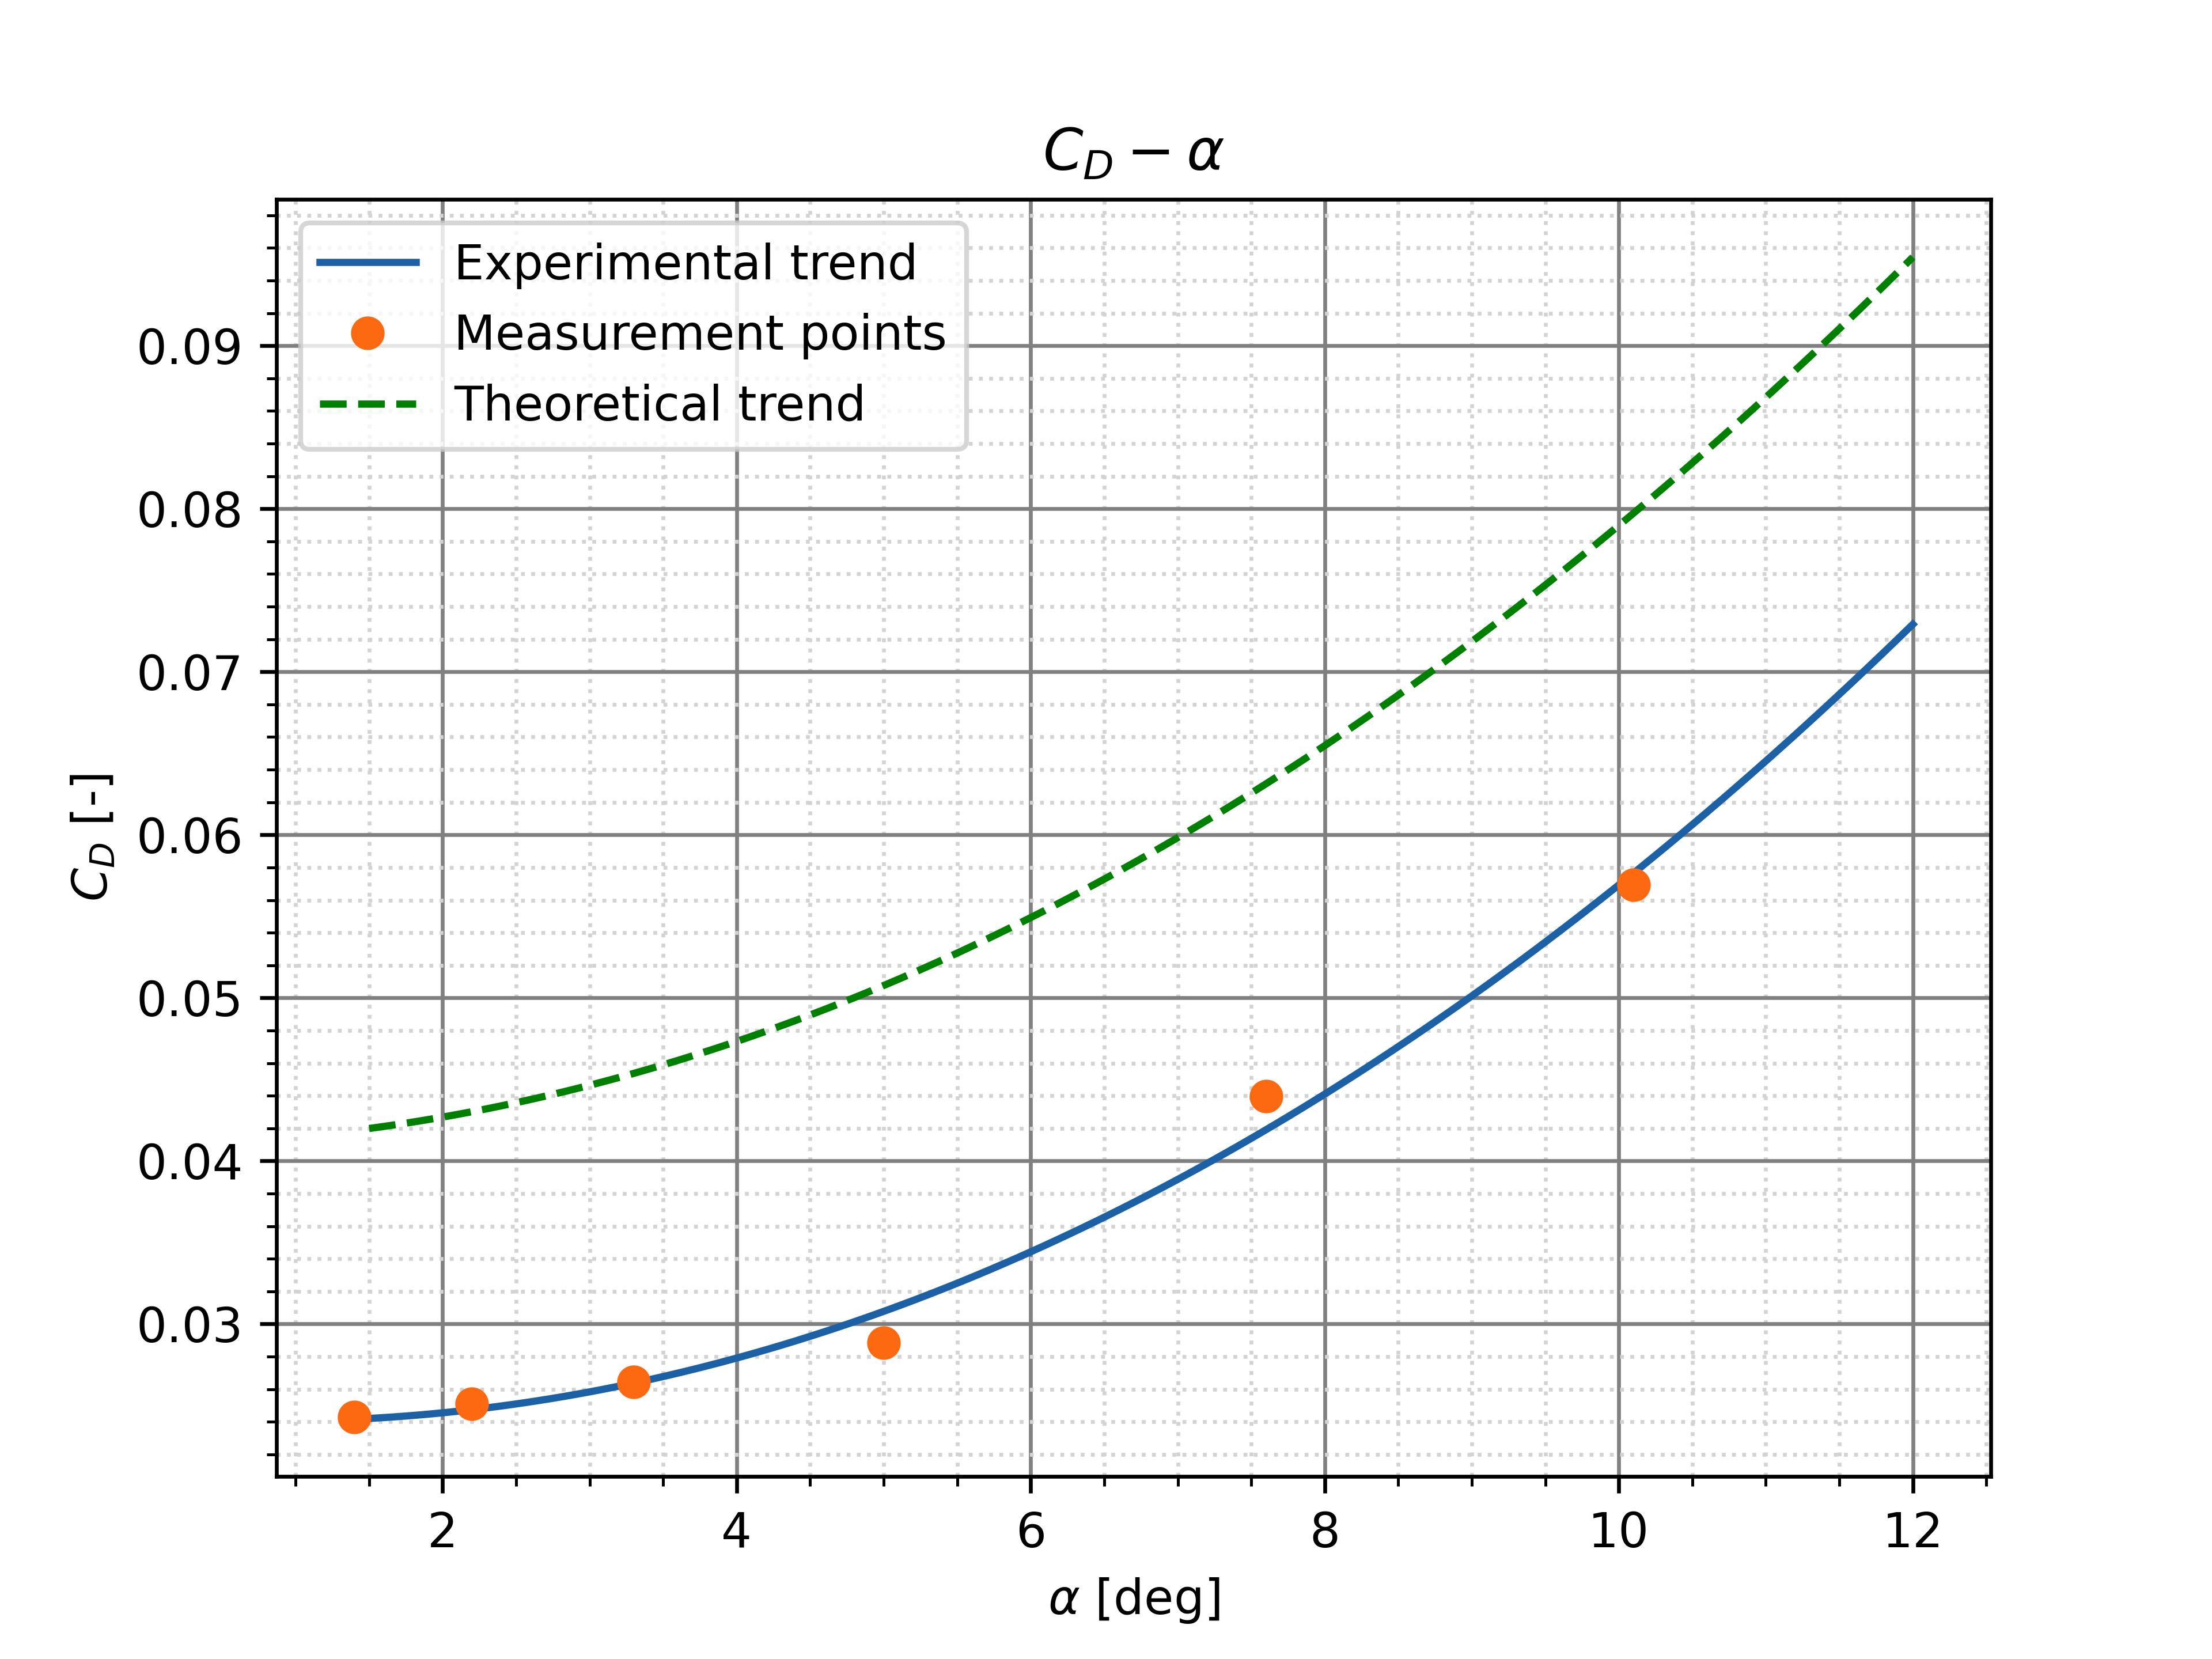 C_D − α
Experimental trend
Measurement points
Theoretical trend
0.09
0.08
0.07
0.06
0.05
0.04
0.03
C_D [-]
2 4 6 8 10 12
α [deg]